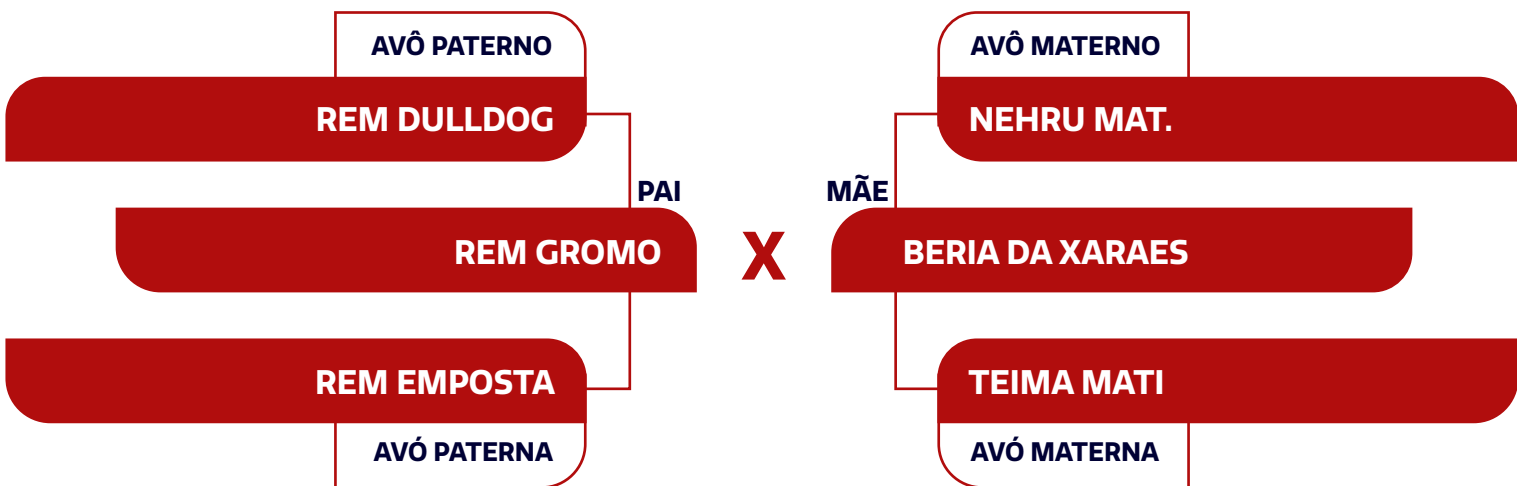 AVÔ PATERNO
AVÔ MATERNO
REM DULLDOG
NEHRU MAT.
PAI
MÃE
REM GROMO
X
BERIA DA XARAES
REM EMPOSTA
TEIMA MATI
AVÓ PATERNA
AVÓ MATERNA